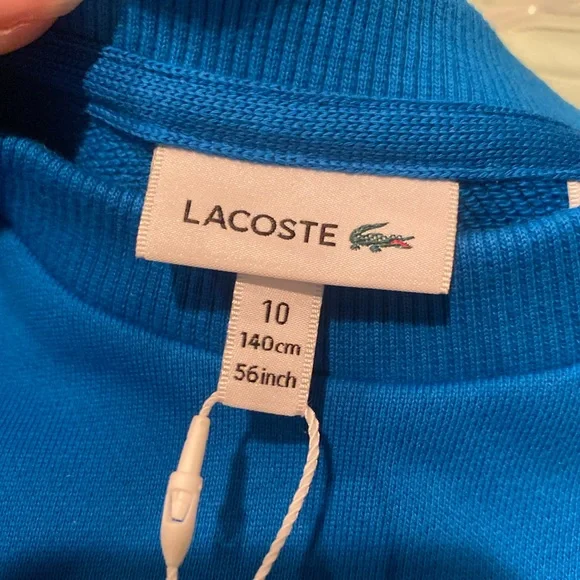 LACOSTE
10
140cm
56inch